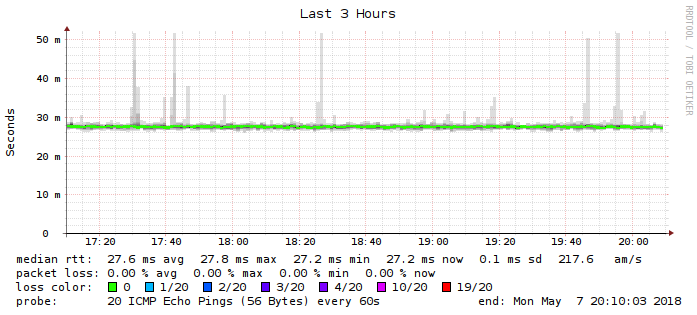 Last 3 Hours
RRDTOOL / TOBI OETIKER
Seconds
50 m
40 m
30 m
20 m
10 m
0
17:20 17:40 18:00 18:20 18:40 19:00 19:20 19:40 20:00
median rtt: 27.6 ms avg 27.8 ms max 27.2 ms min 27.2 ms now 0.1 ms sd 217.6 am/s
packet loss: 0.00 % avg 0.00 % max 0.00 % min 0.00 % now
loss color: 0 1/20 2/20 3/20 4/20 10/20 19/20
probe: 20 ICMP Echo Pings (56 Bytes) every 60s end: Mon May 7 20:10:03 2018